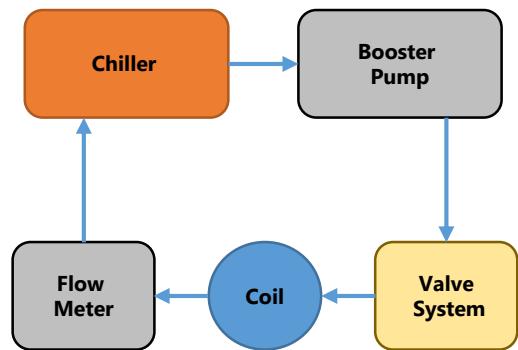 Chiller
Booster
Pump
Flow
Meter
Coil
Valve
System